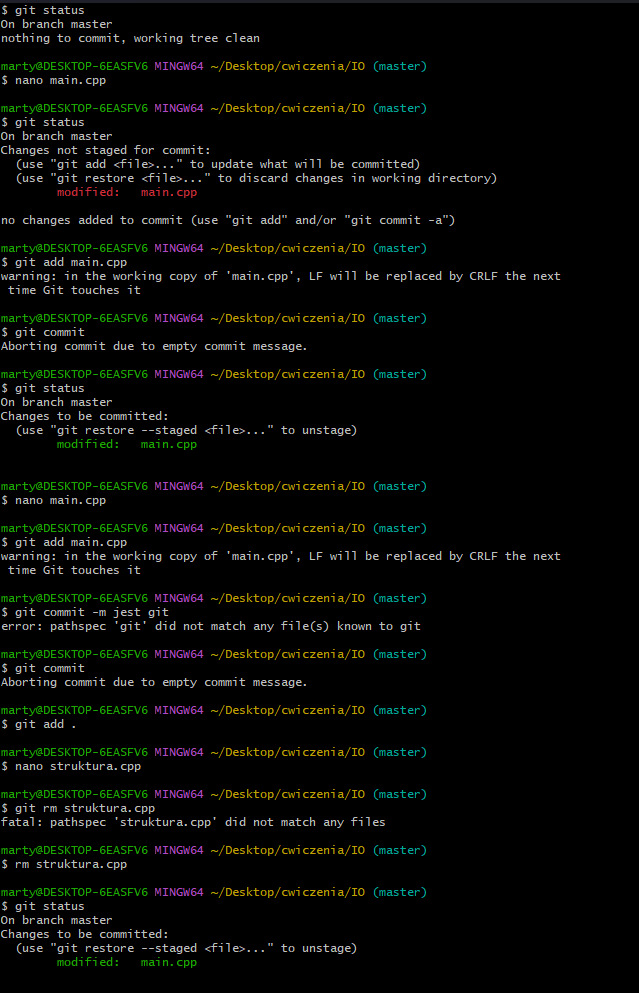 $ git status
On branch master
nothing to commit, working tree clean
marty@DESKTOP-6EASFV6 MINGW64 ~/Desktop/cwiczenia/IO (master)
$ nano main.cpp
marty@DESKTOP-6EASFV6 MINGW64 ~/Desktop/cwiczenia/IO (master)
$ git status
On branch master
Changes not staged for commit:
  (use "git add <file>..." to update what will be committed)
  (use "git restore <file>..." to discard changes in working directory)
        modified:   main.cpp
no changes added to commit (use "git add" and/or "git commit -a")
marty@DESKTOP-6EASFV6 MINGW64 ~/Desktop/cwiczenia/IO (master)
$ git add main.cpp
warning: in the working copy of 'main.cpp', LF will be replaced by CRLF the next
 time Git touches it
marty@DESKTOP-6EASFV6 MINGW64 ~/Desktop/cwiczenia/IO (master)
$ git commit
Aborting commit due to empty commit message.
marty@DESKTOP-6EASFV6 MINGW64 ~/Desktop/cwiczenia/IO (master)
$ git status
On branch master
Changes to be committed:
  (use "git restore --staged <file>..." to unstage)
        modified:   main.cpp
marty@DESKTOP-6EASFV6 MINGW64 ~/Desktop/cwiczenia/IO (master)
$ nano main.cpp
marty@DESKTOP-6EASFV6 MINGW64 ~/Desktop/cwiczenia/IO (master)
$ git add main.cpp
warning: in the working copy of 'main.cpp', LF will be replaced by CRLF the next
 time Git touches it
marty@DESKTOP-6EASFV6 MINGW64 ~/Desktop/cwiczenia/IO (master)
$ git commit -m jest git
error: pathspec 'git' did not match any file(s) known to git
marty@DESKTOP-6EASFV6 MINGW64 ~/Desktop/cwiczenia/IO (master)
$ git commit
Aborting commit due to empty commit message.
marty@DESKTOP-6EASFV6 MINGW64 ~/Desktop/cwiczenia/IO (master)
$ git add .
marty@DESKTOP-6EASFV6 MINGW64 ~/Desktop/cwiczenia/IO (master)
$ nano struktura.cpp
marty@DESKTOP-6EASFV6 MINGW64 ~/Desktop/cwiczenia/IO (master)
$ git rm struktura.cpp
fatal: pathspec 'struktura.cpp' did not match any files
marty@DESKTOP-6EASFV6 MINGW64 ~/Desktop/cwiczenia/IO (master)
$ rm struktura.cpp
marty@DESKTOP-6EASFV6 MINGW64 ~/Desktop/cwiczenia/IO (master)
$ git status
On branch master
Changes to be committed:
  (use "git restore --staged <file>..." to unstage)
        modified:   main.cpp